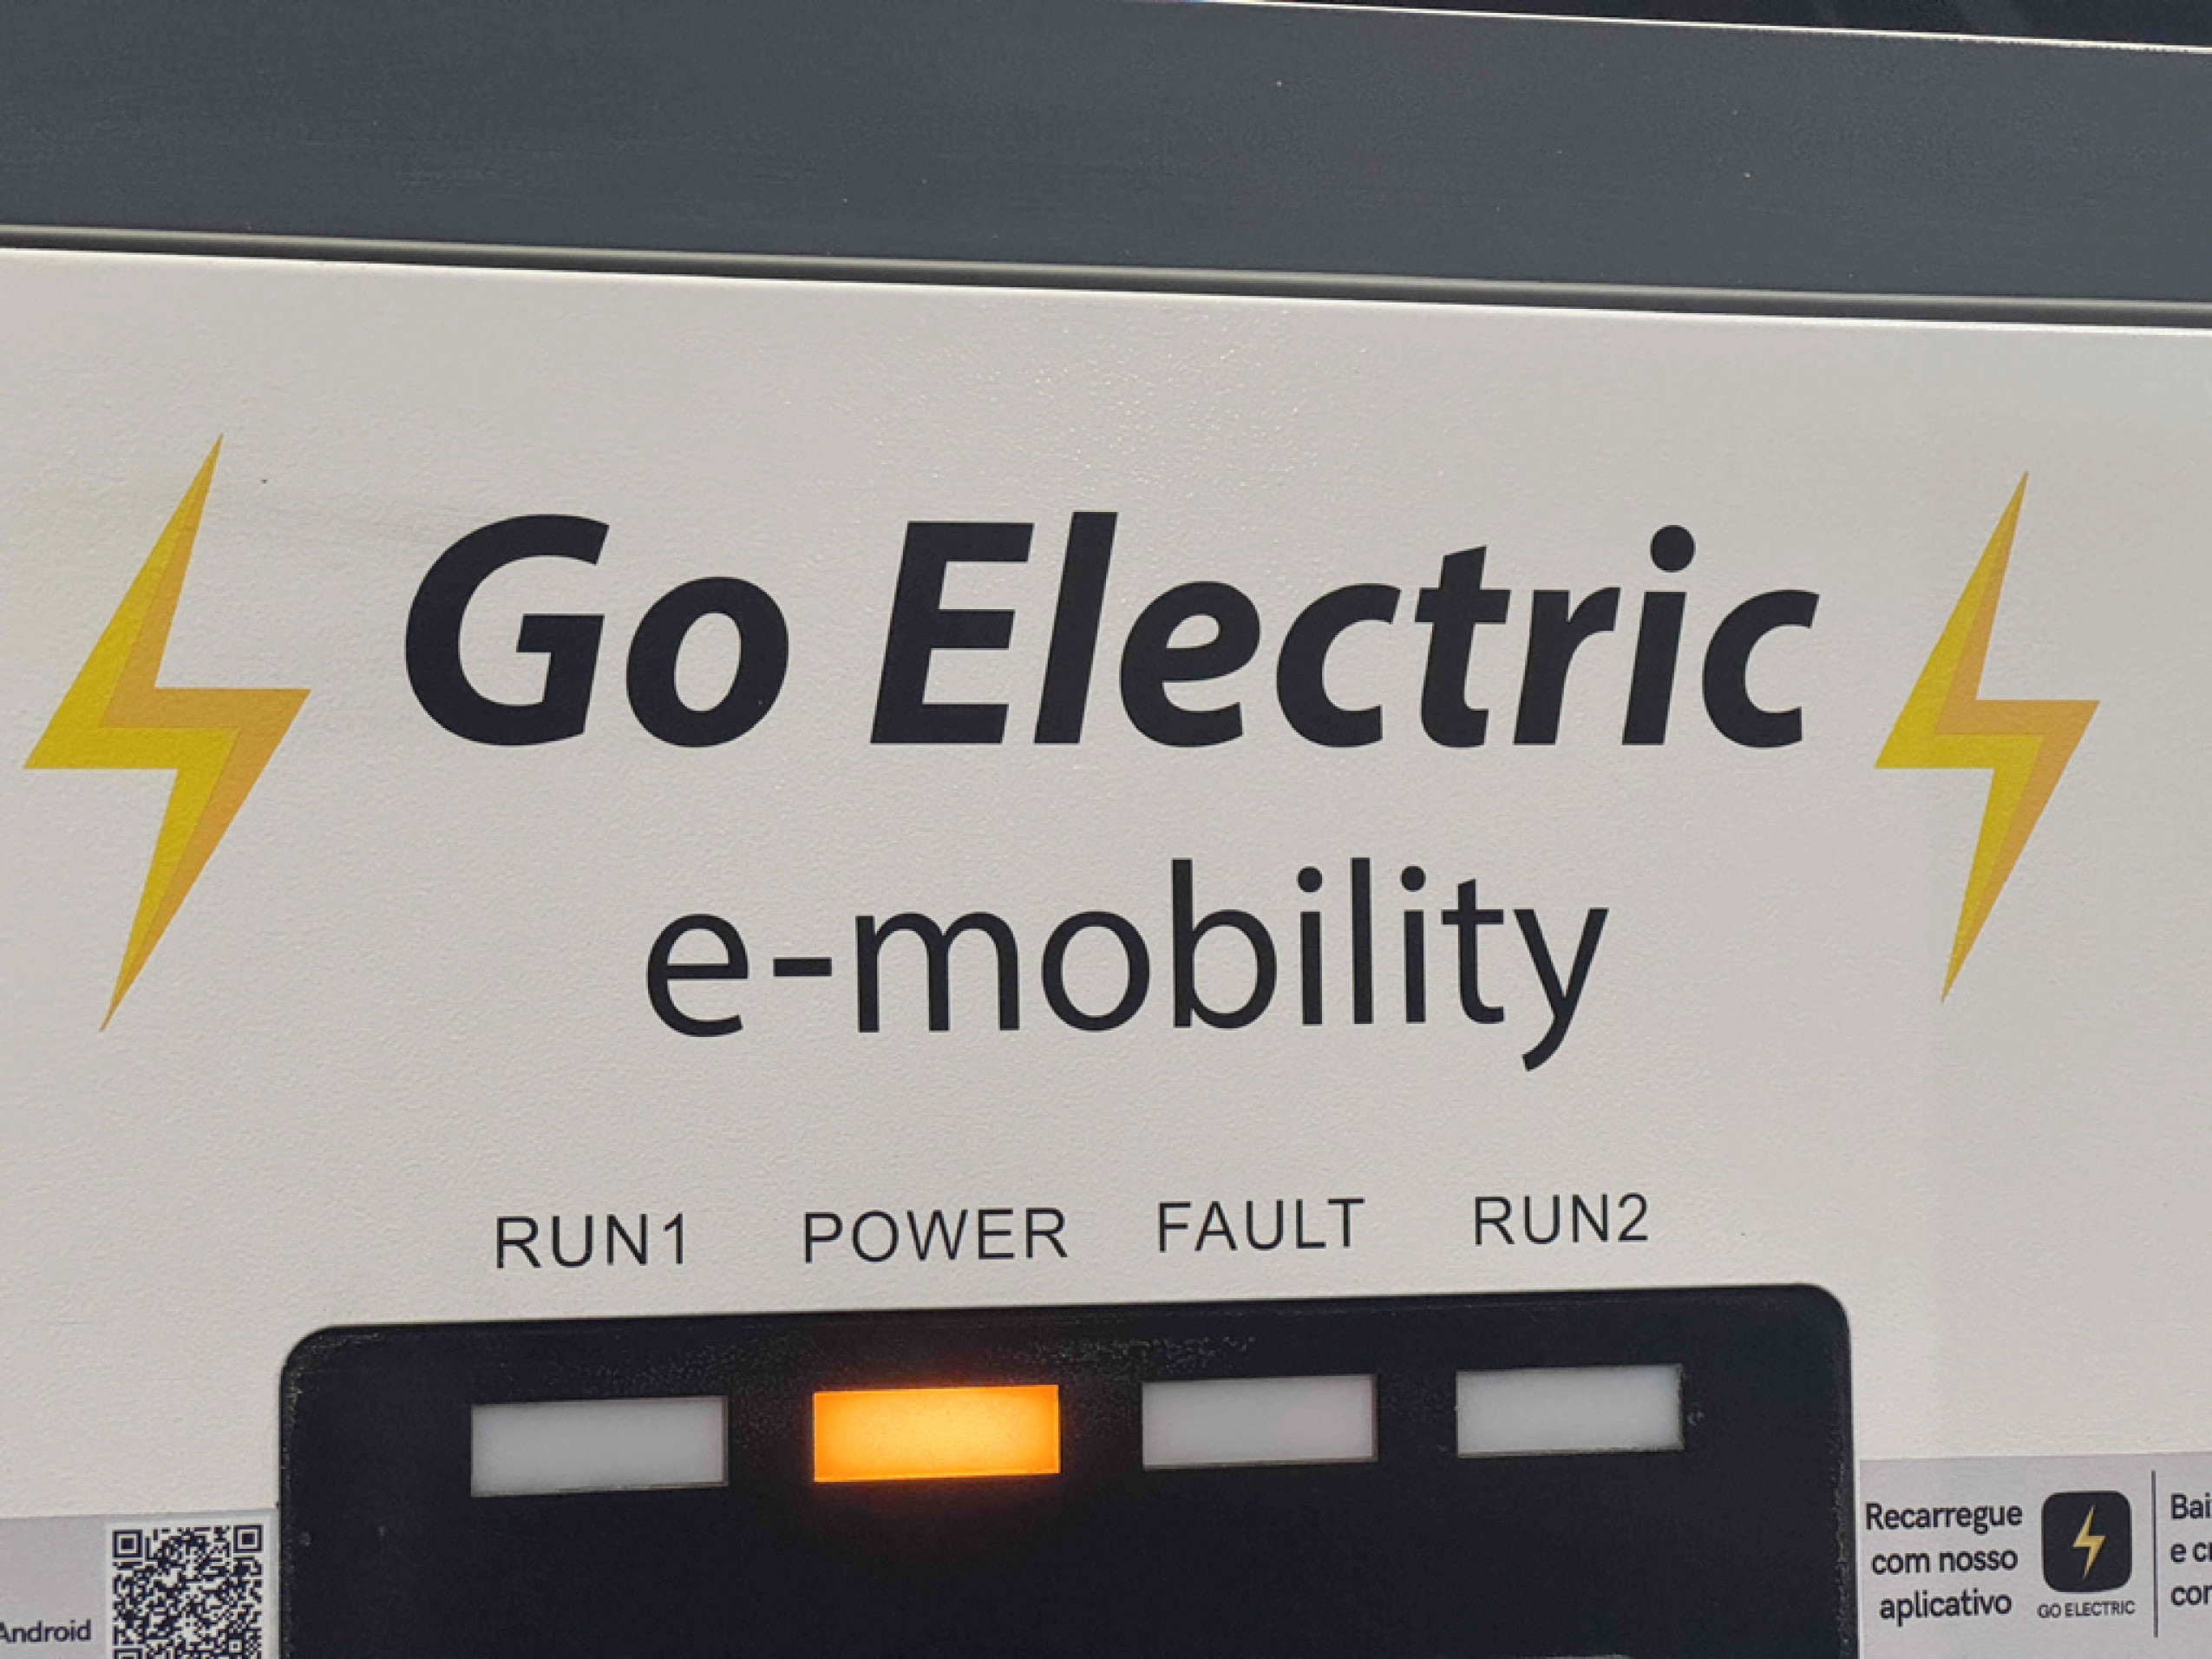 Go Electric
e-mobility
RUN1 POWER FAULT RUN2
Android
Recarregue
com nosso
aplicativo
GO ELECTRIC